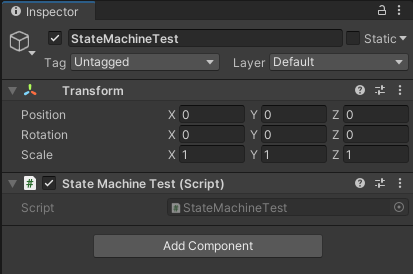 Inspector
StateMachineTest Static
Tag Untagged Layer Default
Transform
Position X 0 Y 0 Z 0
Rotation X 0 Y 0 Z 0
Scale X 1 Y 1 Z 1
# State Machine Test (Script)
Script # StateMachineTest
Add Component